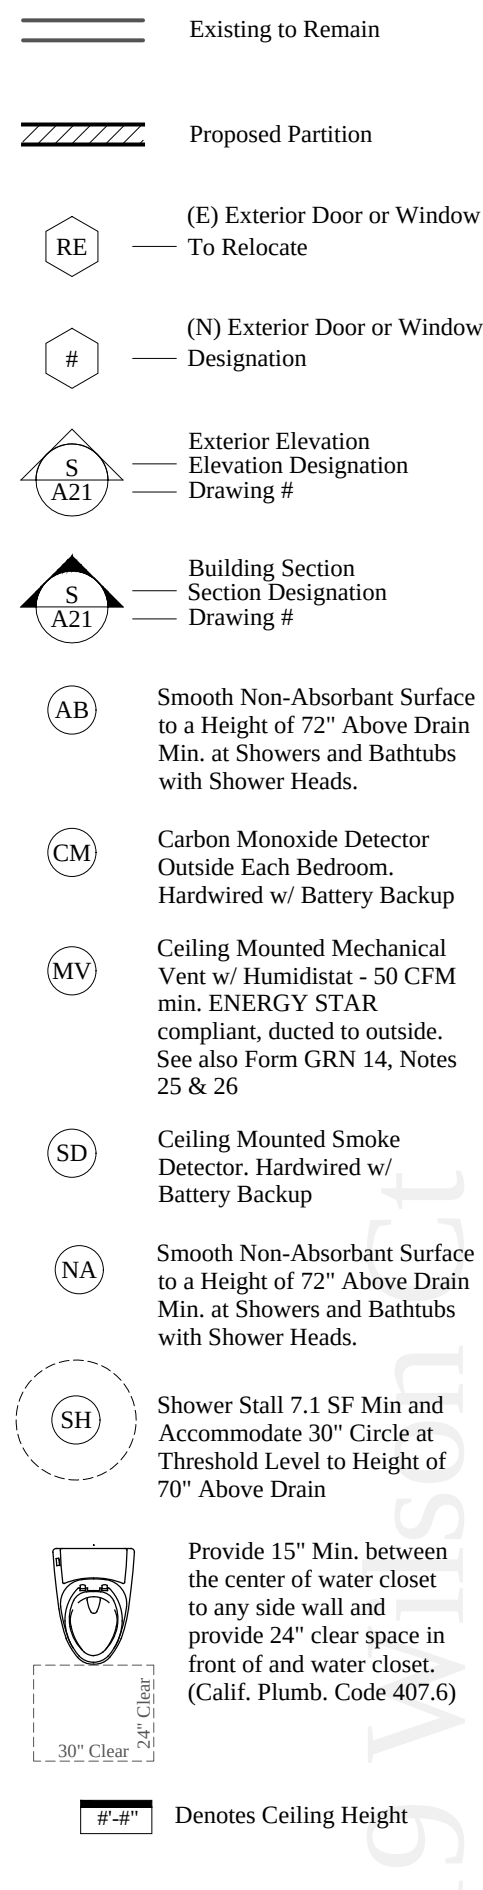 Existing to Remain
Proposed Partition
(E) Exterior Door or Window
RE
To Relocate
(N) Exterior Door or Window
#
Designation
Exterior Elevation
S
Elevation Designation
A21
Drawing #
Building Section
S
Section Designation
A21
Drawing #
AB
Smooth Non-Absorbant Surface
to a Height of 72" Above Drain
Min. at Showers and Bathtubs
with Shower Heads.
CM
Carbon Monoxide Detector
Outside Each Bedroom.
Hardwired w/ Battery Backup
MV
Ceiling Mounted Mechanical
Vent w/ Humidistat - 50 CFM
min. ENERGY STAR
compliant, ducted to outside.
See also Form GRN 14, Notes
25 & 26
SD
Ceiling Mounted Smoke
Detector. Hardwired w/
Battery Backup
NA
Smooth Non-Absorbant Surface
to a Height of 72" Above Drain
Min. at Showers and Bathtubs
with Shower Heads.
SH
Shower Stall 7.1 SF Min and
Accommodate 30" Circle at
Threshold Level to Height of
70" Above Drain
Provide 15" Min. between
the center of water closet
to any side wall and
provide 24" clear space in
front of and water closet.
(Calif. Plumb. Code 407.6)
24" Clear
30" Clear
#'-#"
Denotes Ceiling Height
9 Wilson Ct